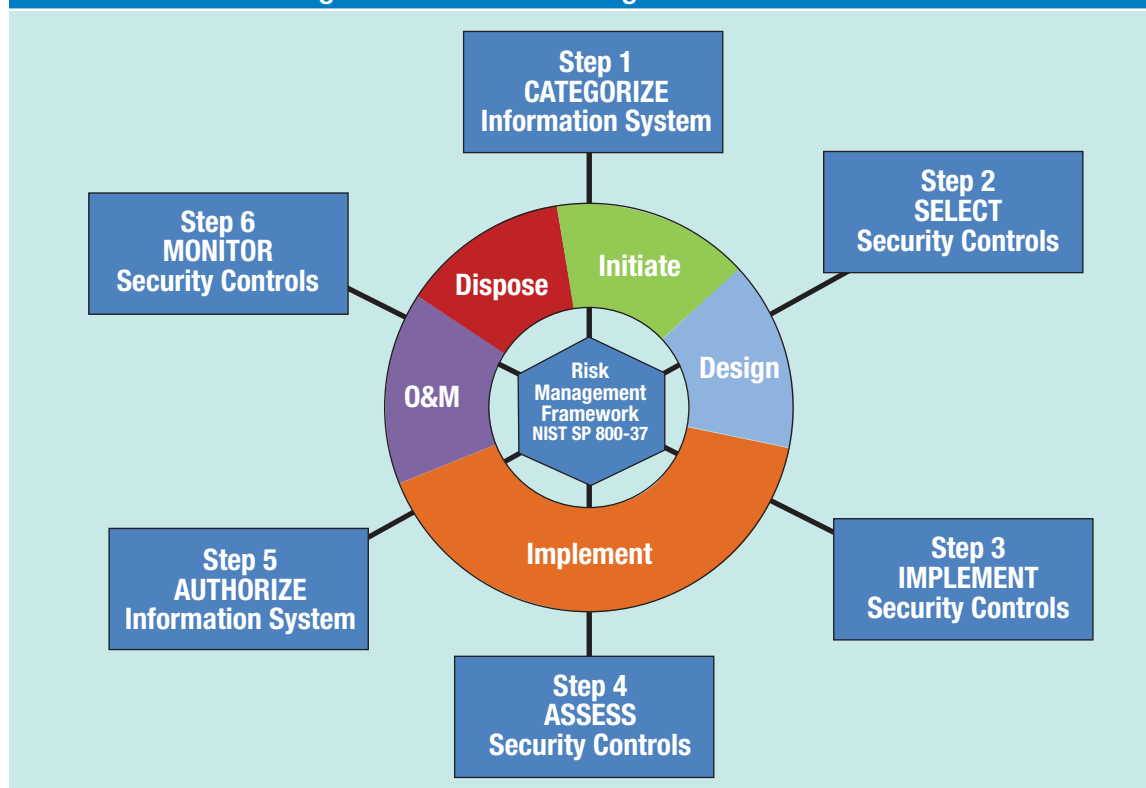 Step 1
CATEGORIZE
Information System
Step 2
SELECT
Security Controls
Step 6
MONITOR
Security Controls
Initiate
Dispose
Design
O&M
Risk
Management
Framework
NIST SP 800-37
Implement
Step 3
IMPLEMENT
Security Controls
Step 5
AUTHORIZE
Information System
Step 4
ASSESS
Security Controls